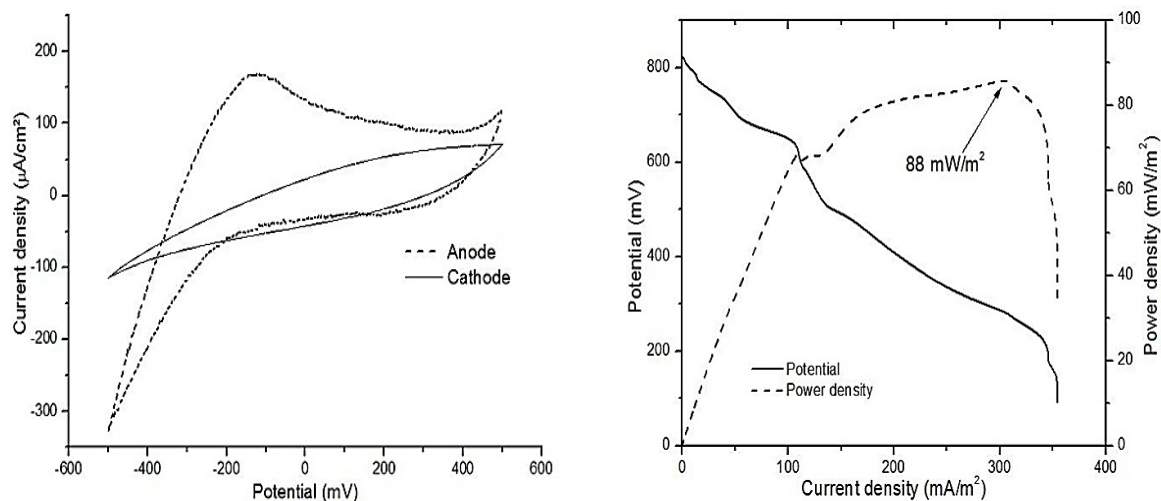 Current density (µA/cm²)
200
100
0
-100
-200
-300
-600
-400
-200
0
200
400
600
Potential (mV)
Anode
Cathode
Potential (mV)
800
600
400
200
0
0
100
200
300
400
Current density (mA/m²)
100
80
60
40
20
0
Power density (mW/m²)
88 mW/m²
Potential
Power density